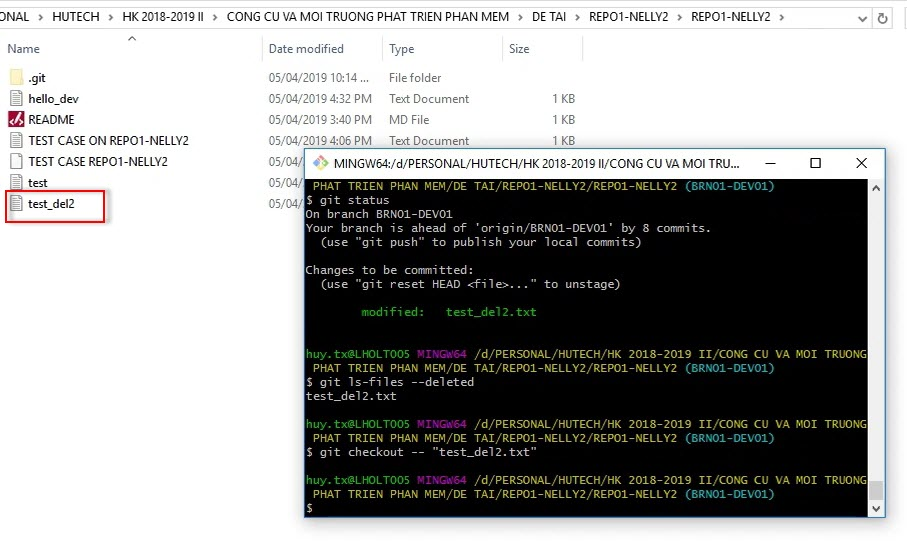 ONAL > HUTECH > HK 2018-2019 II > CONG CU VA MOI TRUONG PHAT TRIEN PHAN MEM > DE TAI > REPO1-NELLY2 > REPO1-NELLY2 >
Name Date modified Type Size
.git 05/04/2019 10:14 ... File folder
hello_dev 05/04/2019 4:32 PM Text Document 1 KB
README 05/04/2019 3:40 PM MD File 1 KB
TEST CASE ON REPO1-NELLY2 05/04/2019 4:06 PM Text Document 1 KB
TEST CASE REPO1-NELLY2 05/04
test 05/04
test_del2 05/04
MINGW64:/d/PERSONAL/HUTECH/HK 2018-2019 II/CONG CU VA MOI TRU...
PHAT TRIEN PHAN MEM/DE TAI/REPO1-NELLY2/REPO1-NELLY2 (BRN01-DEV01)
$ git status
On branch BRN01-DEV01
Your branch is ahead of 'origin/BRN01-DEV01' by 8 commits.
(use "git push" to publish your local commits)
Changes to be committed:
(use "git reset HEAD <file>..." to unstage)
modified: test_del2.txt
huy.tx@LHOLT005 MINGW64 /d/PERSONAL/HUTECH/HK 2018-2019 II/CONG CU VA MOI TRUONG
PHAT TRIEN PHAN MEM/DE TAI/REPO1-NELLY2/REPO1-NELLY2 (BRN01-DEV01)
$ git ls-files --deleted
test_del2.txt
huy.tx@LHOLT005 MINGW64 /d/PERSONAL/HUTECH/HK 2018-2019 II/CONG CU VA MOI TRUONG
PHAT TRIEN PHAN MEM/DE TAI/REPO1-NELLY2/REPO1-NELLY2 (BRN01-DEV01)
$ git checkout -- "test_del2.txt"
huy.tx@LHOLT005 MINGW64 /d/PERSONAL/HUTECH/HK 2018-2019 II/CONG CU VA MOI TRUONG
PHAT TRIEN PHAN MEM/DE TAI/REPO1-NELLY2/REPO1-NELLY2 (BRN01-DEV01)
$